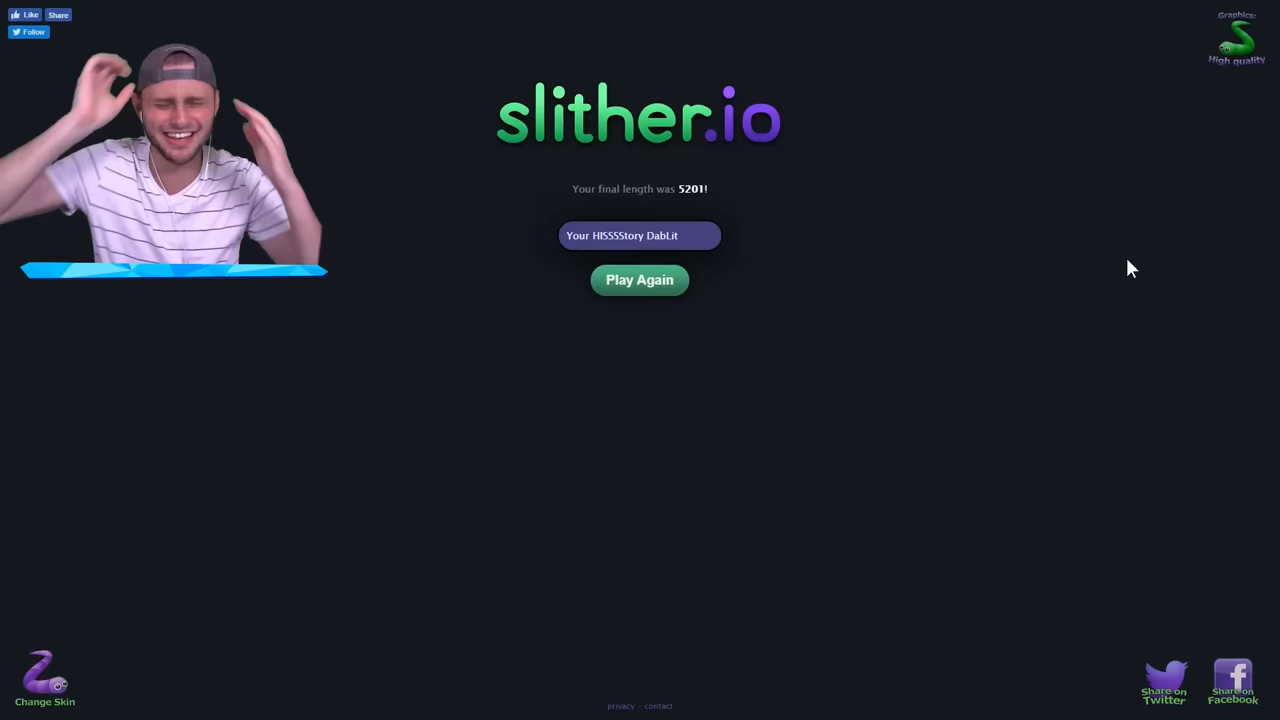 Like Share
Follow
Graphics:
High quality
slither.io
Your final length was 5201!
Your HISSSStory DabLit
Play Again
Change Skin
Share on
Twitter
Share on
Facebook
privacy - contact